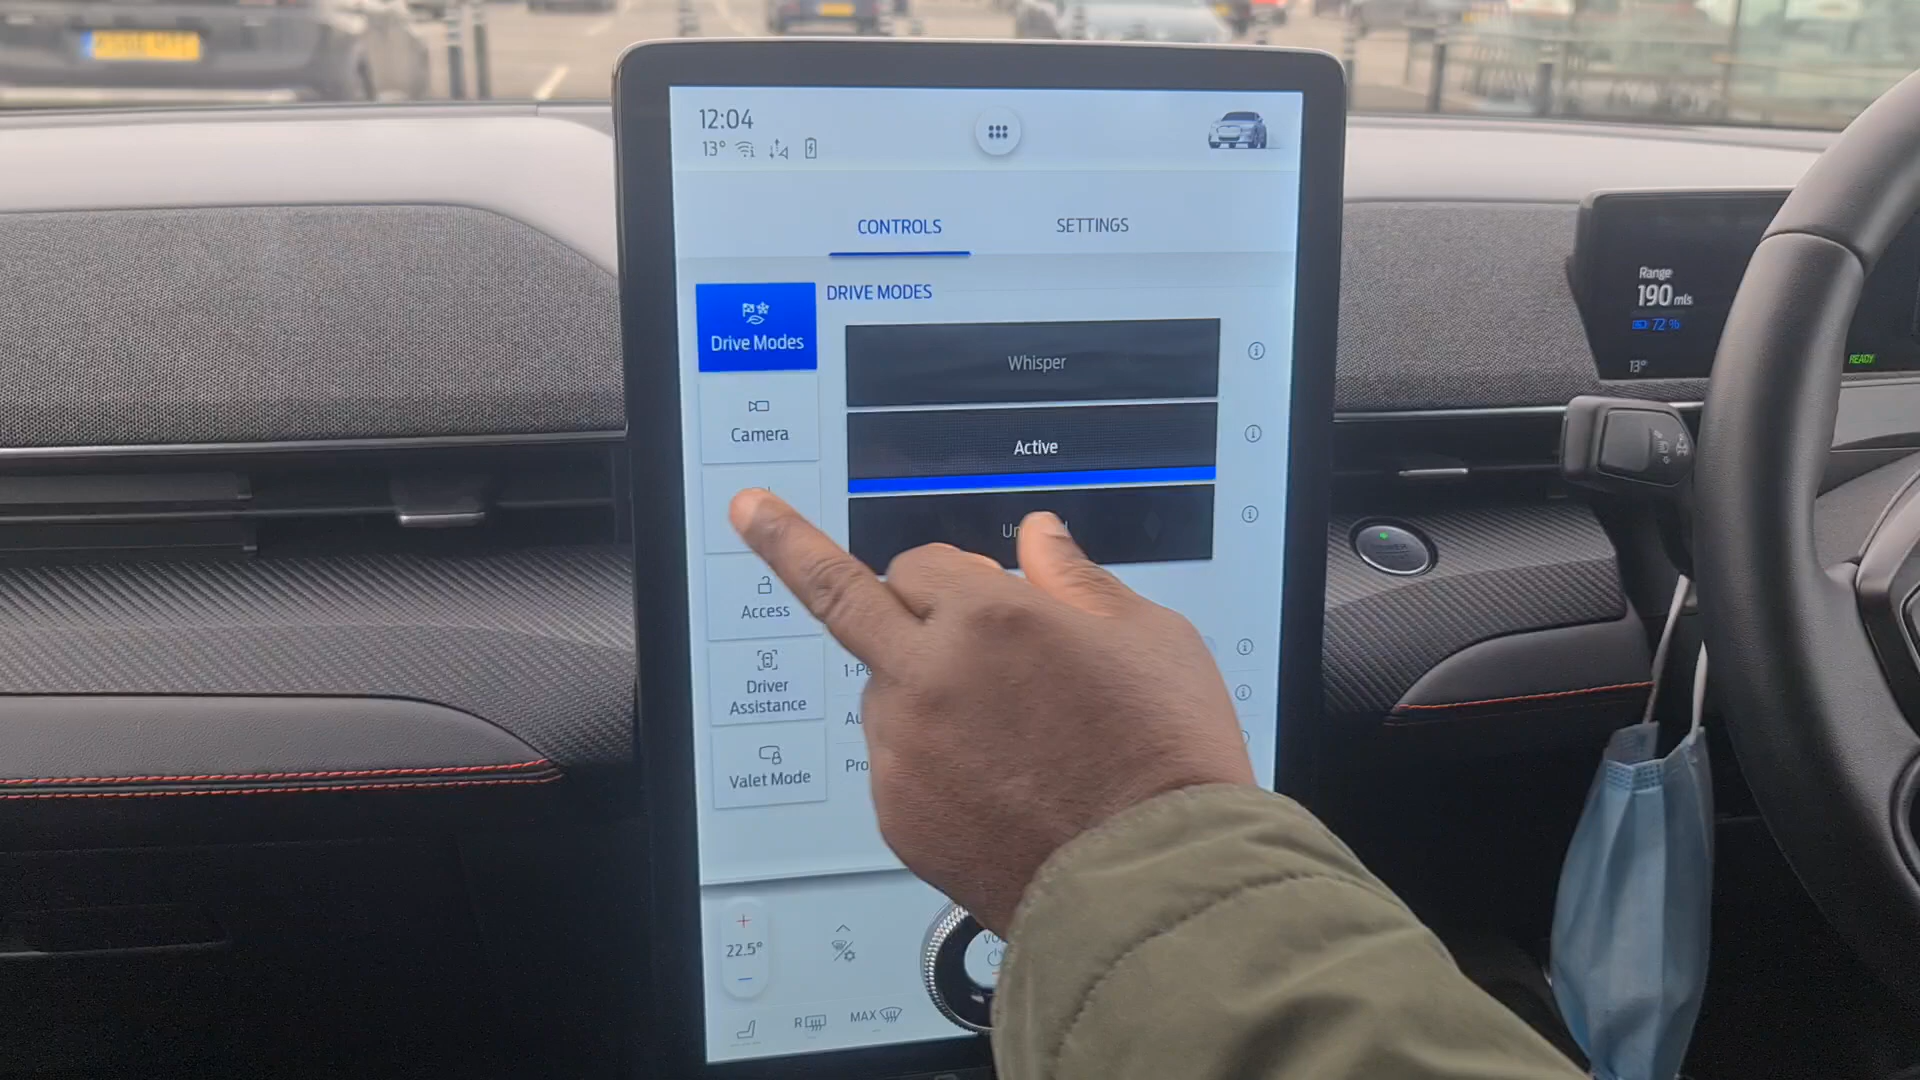 12:04
13°
CONTROLS
SETTINGS
Drive Modes
DRIVE MODES
Whisper
Camera
Active
Access
1-Pe
Driver
Assistance
Au
Valet Mode
Pro
22.5°
R
MAX
Range
190 mls
72 %
13°
READY